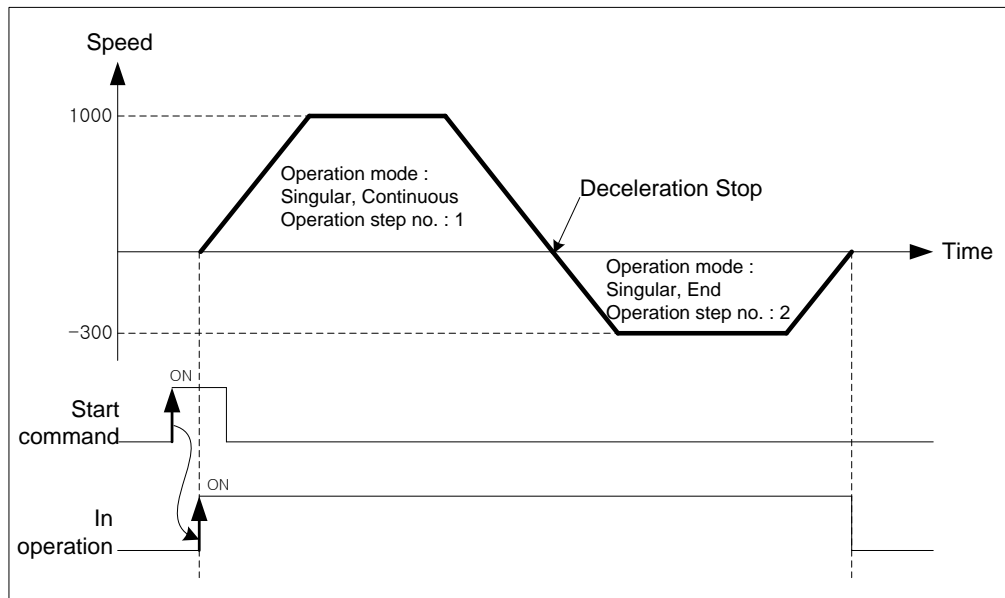 Speed
1000
Operation mode :
Singular, Continuous
Operation step no. : 1
Deceleration Stop
Time
Operation mode :
Singular, End
Operation step no. : 2
-300
ON
Start
command
ON
In
operation